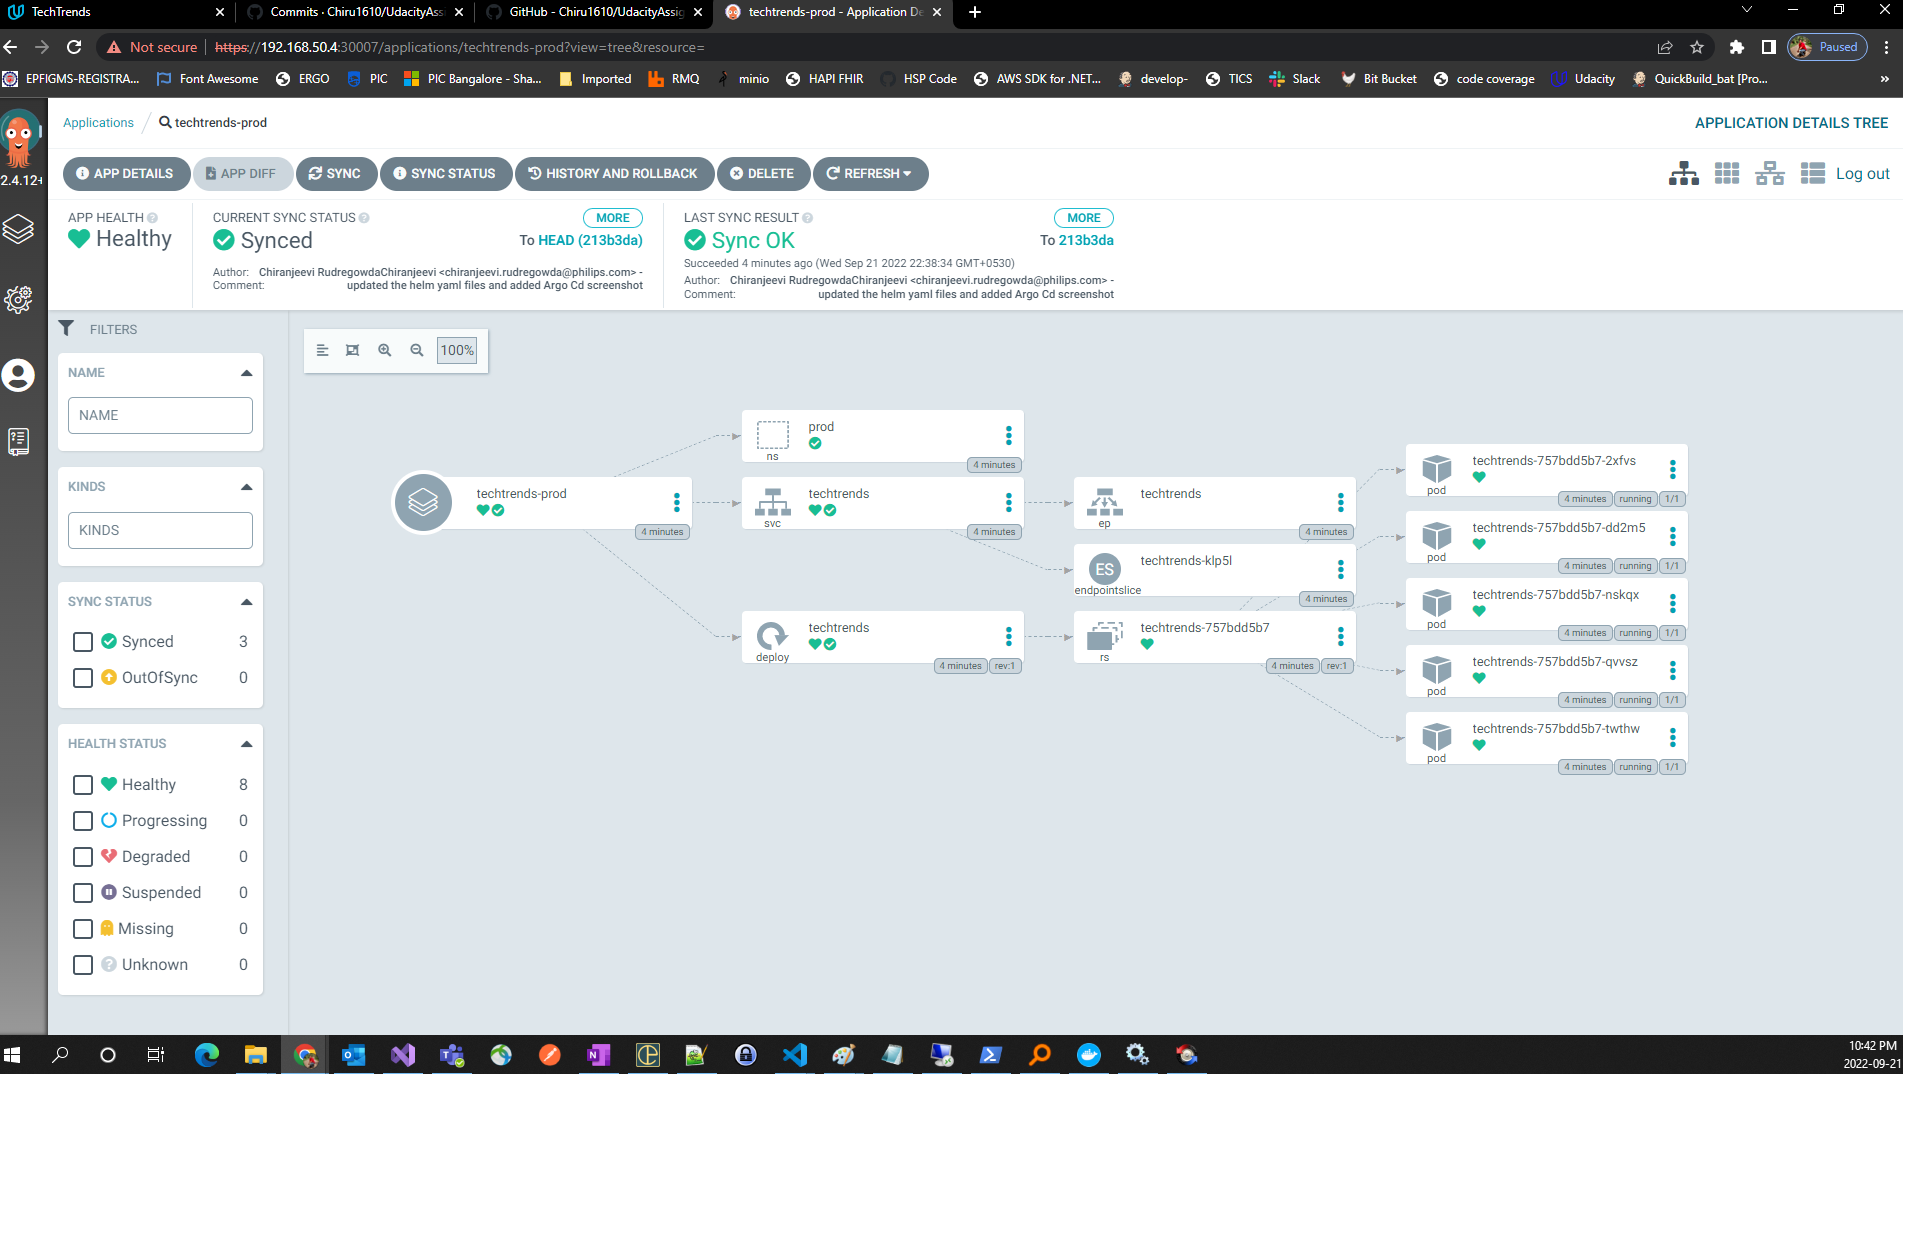 TechTrends
Commits · Chiru1610/UdacityAssi
GitHub - Chiru1610/UdacityAssig
techtrends-prod - Application De
Not secure https://192.168.50.4:30007/applications/techtrends-prod?view=tree&resource=
Paused
EPFIGMS-REGISTRA... Font Awesome ERGO PIC PIC Bangalore - Sha... Imported RMQ minio HAPI FHIR HSP Code AWS SDK for .NET... develop- TICS Slack Bit Bucket code coverage Udacity QuickBuild_bat [Pro... »
2.4.12+
Applications / techtrends-prod
APPLICATION DETAILS TREE
APP DETAILS APP DIFF SYNC SYNC STATUS HISTORY AND ROLLBACK DELETE REFRESH
Log out
APP HEALTH
Healthy
CURRENT SYNC STATUS MORE
Synced To HEAD (213b3da)
Author: Chiranjeevi RudregowdaChiranjeevi <chiranjeevi.rudregowda@philips.com> -
Comment: updated the helm yaml files and added Argo Cd screenshot
LAST SYNC RESULT MORE
Sync OK To 213b3da
Succeeded 4 minutes ago (Wed Sep 21 2022 22:38:34 GMT+0530)
Author: Chiranjeevi RudregowdaChiranjeevi <chiranjeevi.rudregowda@philips.com> -
Comment: updated the helm yaml files and added Argo Cd screenshot
FILTERS
NAME
NAME
KINDS
KINDS
SYNC STATUS
Synced 3
OutOfSync 0
HEALTH STATUS
Healthy 8
Progressing 0
Degraded 0
Suspended 0
Missing 0
Unknown 0
100%
techtrends-prod
4 minutes
prod
ns
4 minutes
techtrends
svc
4 minutes
techtrends
deploy
4 minutes rev:1
techtrends
ep
4 minutes
ES
techtrends-klp5l
endpointslice
4 minutes
techtrends-757bdd5b7
rs
4 minutes rev:1
techtrends-757bdd5b7-2xfvs
pod
4 minutes running 1/1
techtrends-757bdd5b7-dd2m5
pod
4 minutes running 1/1
techtrends-757bdd5b7-nskqx
pod
4 minutes running 1/1
techtrends-757bdd5b7-qvvsz
pod
4 minutes running 1/1
techtrends-757bdd5b7-twthw
pod
4 minutes running 1/1
10:42 PM
2022-09-21